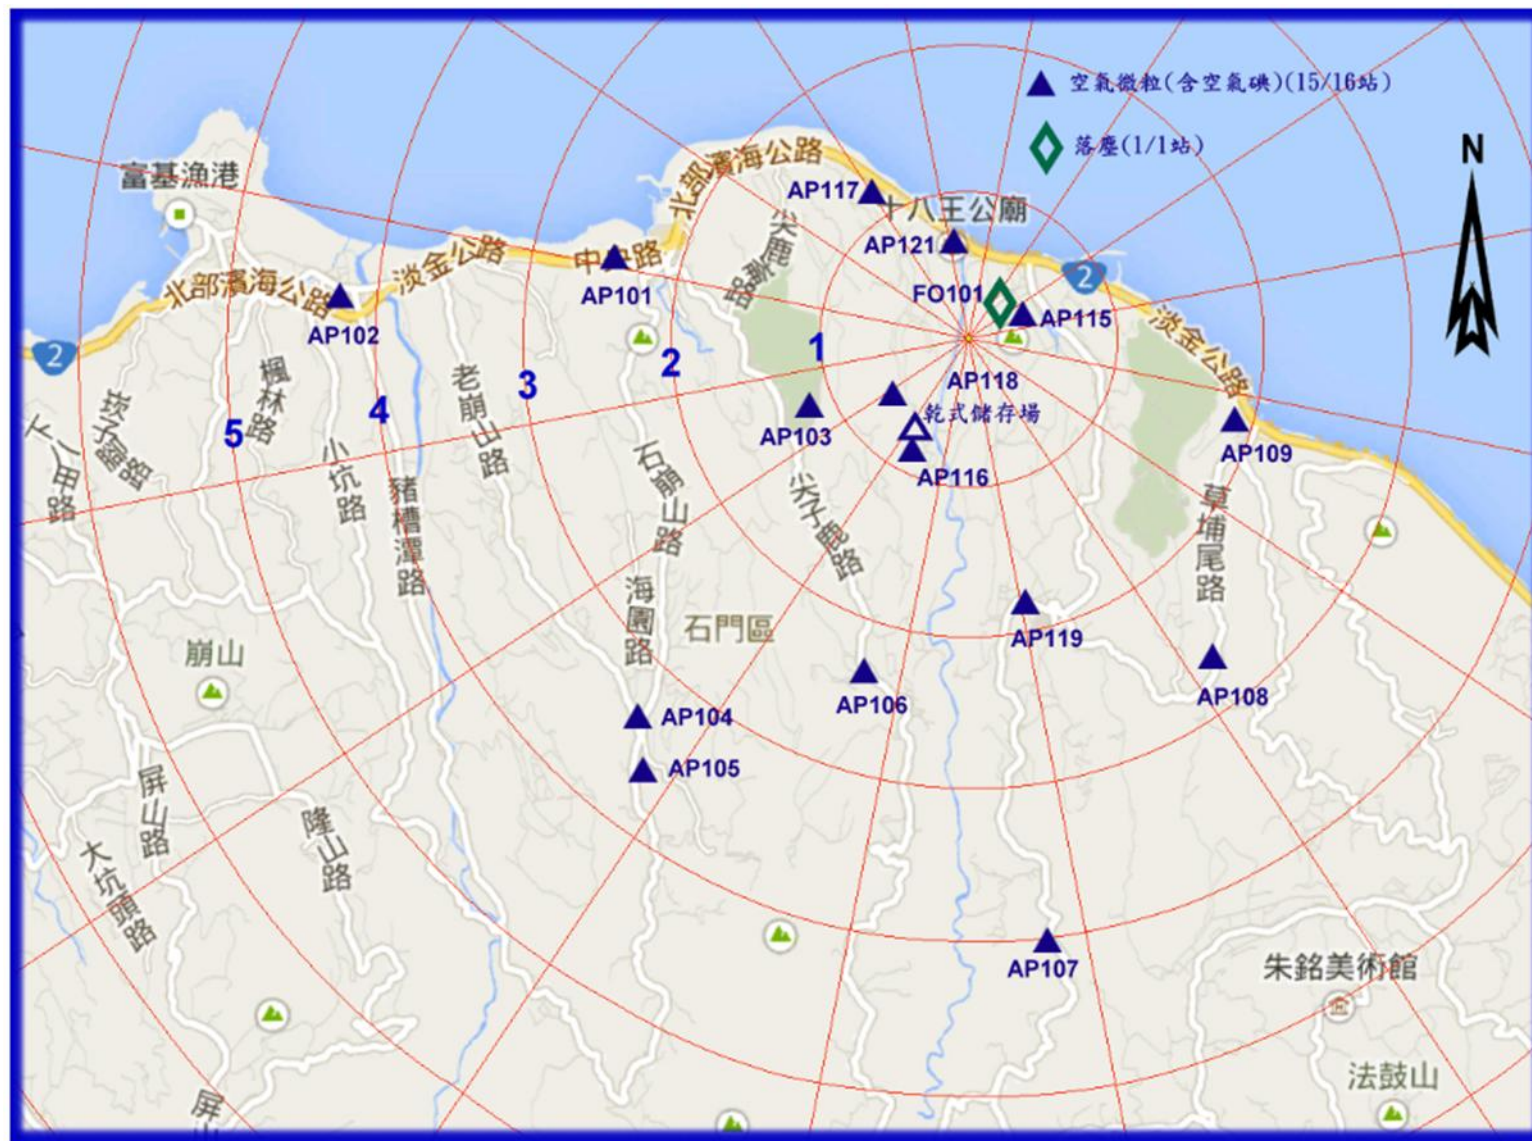 空氣微粒(含空氣碘)(15/16站)
落塵(1/1站)
N
富基漁港
北部濱海公路
AP117
十八王公廟
AP121
尖鹿
路
淡金公路
中央路
AP101
FO101
AP115
2
淡金公路
北部濱海公路
AP102
2
1
2
3
4
5
AP118
乾式儲存場
AP103
AP116
AP109
楓林路
老崩山路
小坑路
豬槽潭路
石崩山路
尖子鹿路
草埔尾路
海園路
石門區
AP119
崩山
AP106
AP108
AP104
AP105
屏山路
隆山路
大坑頭路
AP107
朱銘美術館
法鼓山
屏